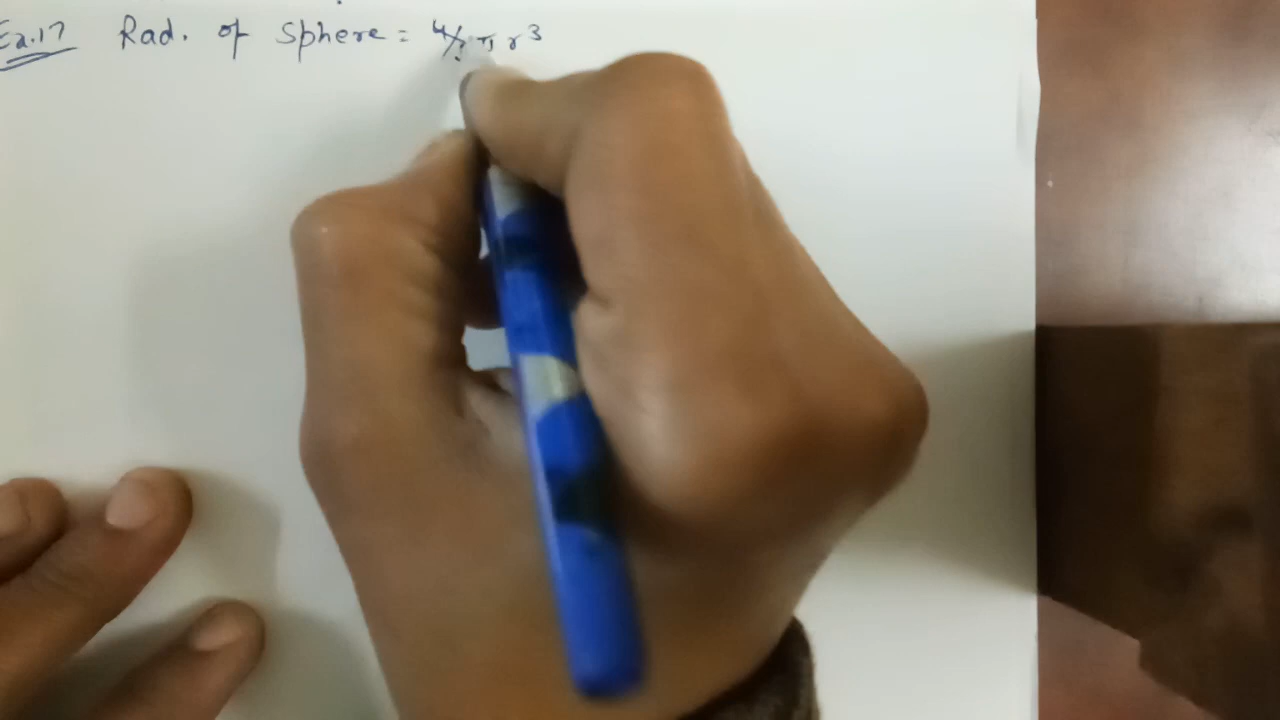 Ex.17 Rad. of Sphere = 4/3 π r³